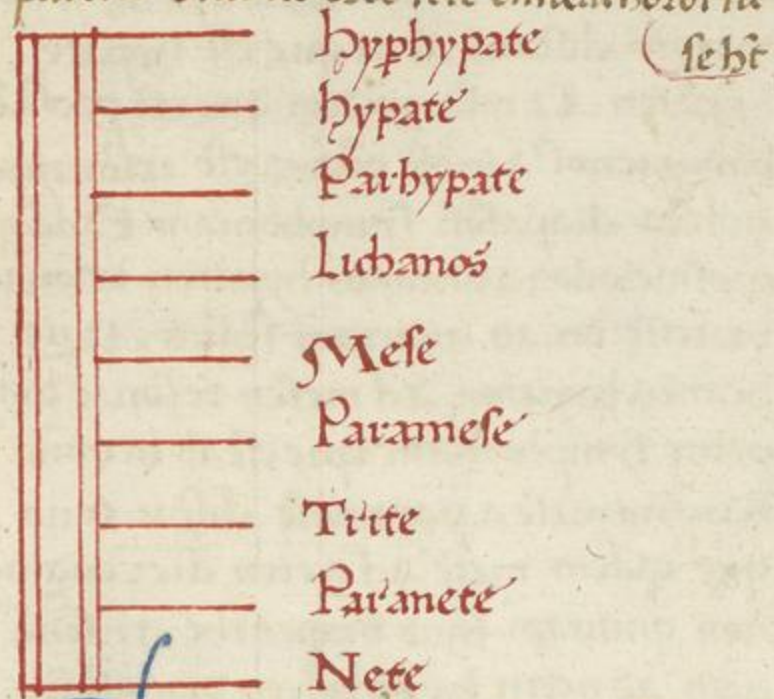 hyphypate
hypate
Parhypate
Lichanos
Mese
Paramese
Trite
Paranete
Nete